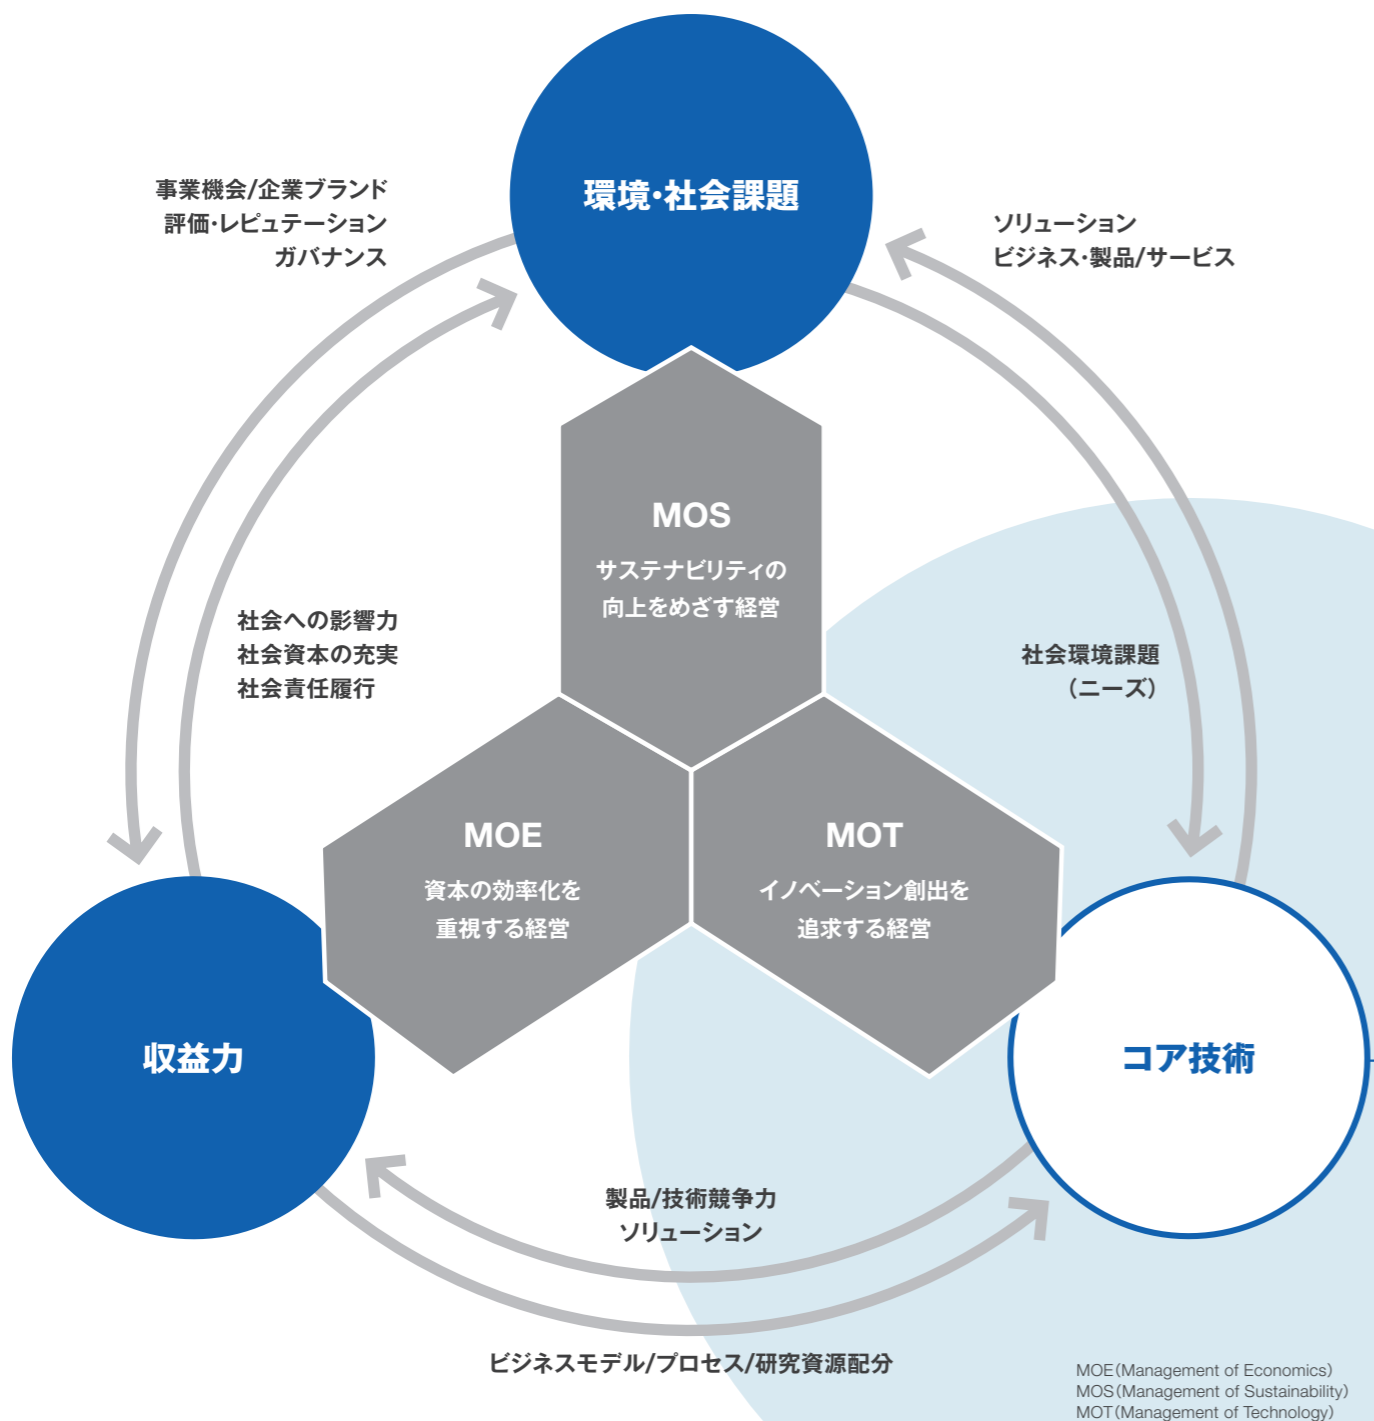 環境・社会課題
事業機会/企業ブランド
評価・レピュテーション
ガバナンス
ソリューション
ビジネス・製品/サービス
MOS
サステナビリティの
向上をめざす経営
社会への影響力
社会資本の充実
社会責任履行
社会環境課題
（ニーズ）
MOE
資本の効率化を
重視する経営
MOT
イノベーション創出を
追求する経営
収益力
コア技術
製品/技術競争力
ソリューション
ビジネスモデル/プロセス/研究資源配分
MOE（Management of Economics）
MOS（Management of Sustainability）
MOT（Management of Technology）